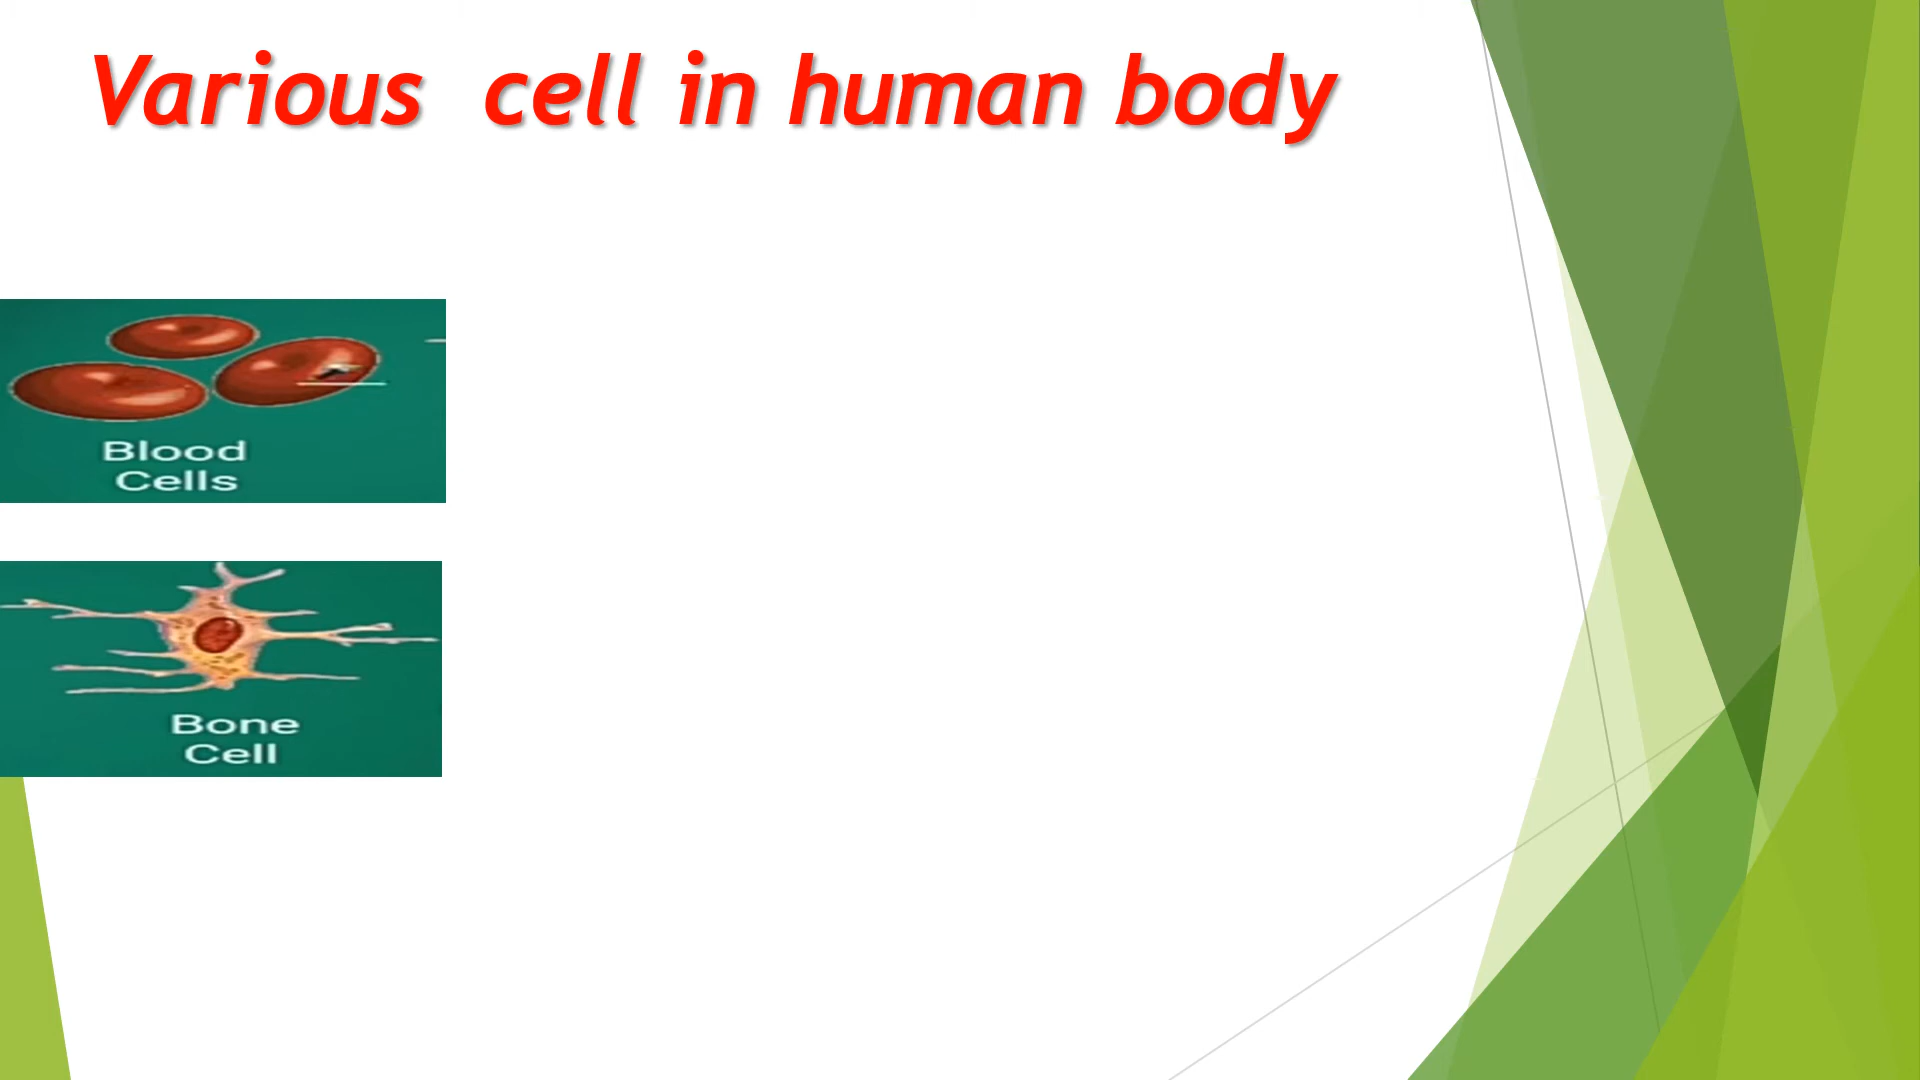 Various cell in human body
Blood
Cells
Bone
Cell